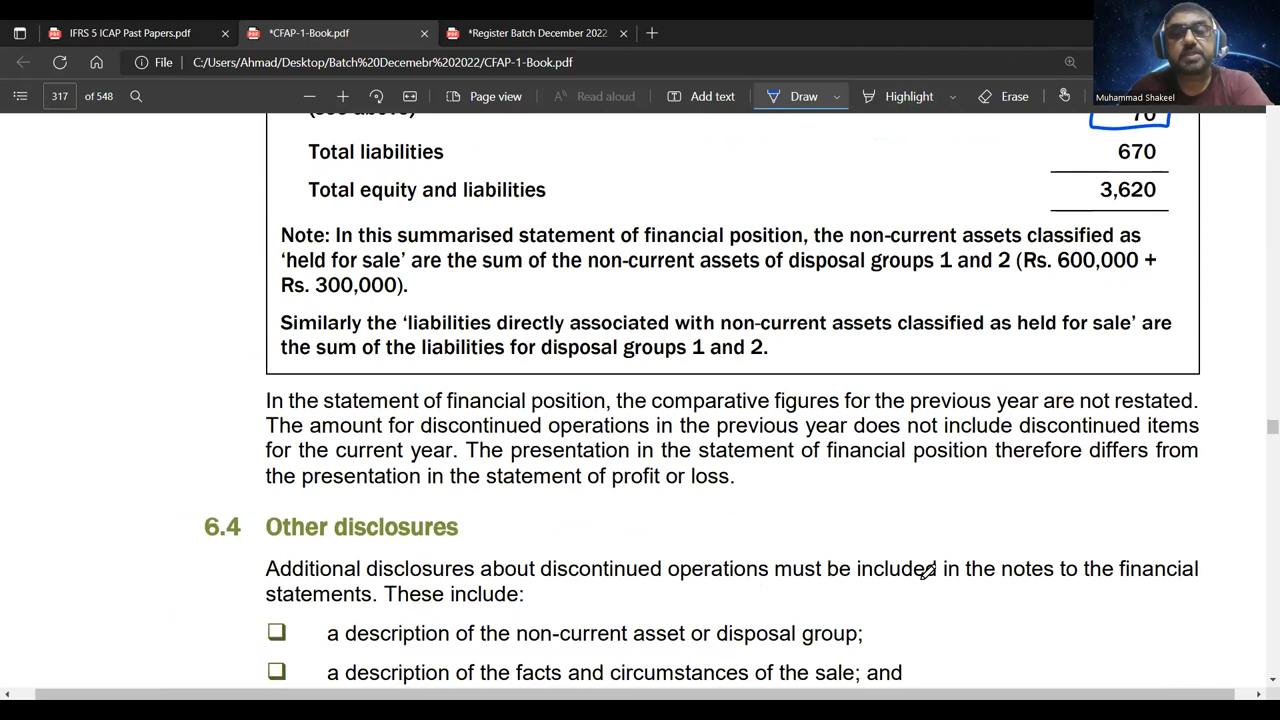 IFRS 5 ICAP Past Papers.pdf
*CFAP-1-Book.pdf
*Register Batch December 2022
File
C:/Users/Ahmad/Desktop/Batch%20Decemebr%202022/CFAP-1-Book.pdf
317 of 548
Page view
Read aloud
Add text
Draw
Highlight
Erase
Muhammad Shakeel
70
Total liabilities 670
Total equity and liabilities 3,620
Note: In this summarised statement of financial position, the non-current assets classified as
‘held for sale’ are the sum of the non-current assets of disposal groups 1 and 2 (Rs. 600,000 +
Rs. 300,000).
Similarly the ‘liabilities directly associated with non-current assets classified as held for sale’ are
the sum of the liabilities for disposal groups 1 and 2.
In the statement of financial position, the comparative figures for the previous year are not restated.
The amount for discontinued operations in the previous year does not include discontinued items
for the current year. The presentation in the statement of financial position therefore differs from
the presentation in the statement of profit or loss.
6.4 Other disclosures
Additional disclosures about discontinued operations must be included in the notes to the financial
statements. These include:
a description of the non-current asset or disposal group;
a description of the facts and circumstances of the sale; and